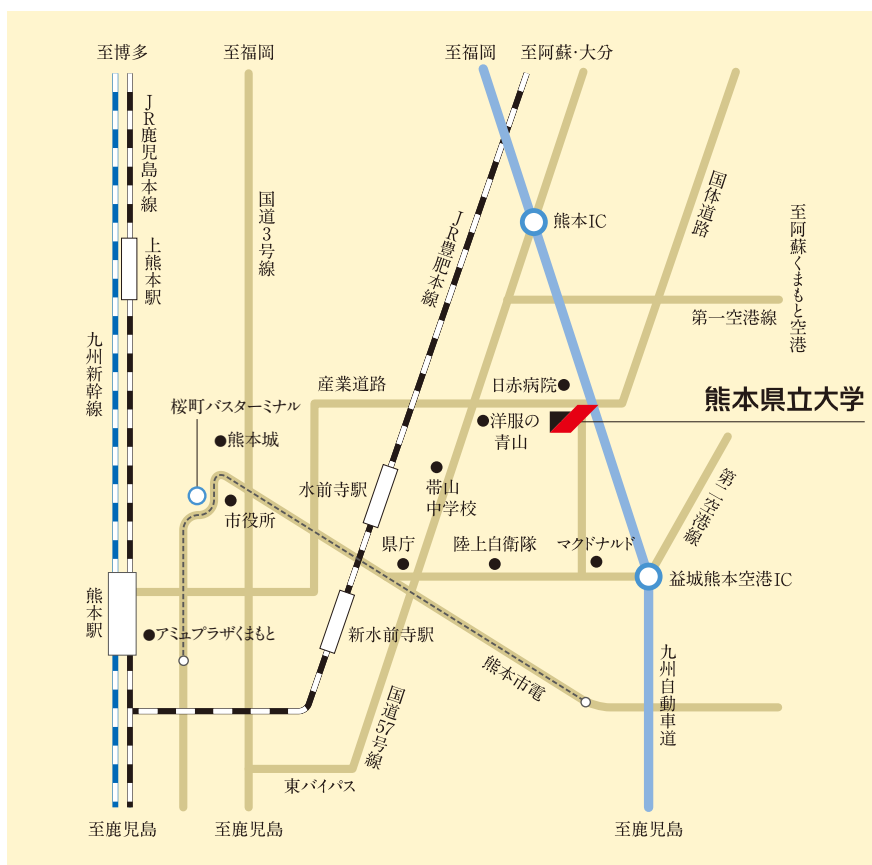 至博多
至福岡
至福岡
至阿蘇・大分
JR鹿児島本線
国道3号線
JR豊肥本線
熊本IC
国体道路
至阿蘇くまもと空港
上熊本駅
第一空港線
九州新幹線
産業道路
日赤病院
熊本県立大学
桜町バスターミナル
洋服の
青山
熊本城
水前寺駅
帯山
中学校
第二空港線
市役所
県庁
陸上自衛隊
マクドナルド
益城熊本空港IC
熊本駅
アミュプラザくまもと
新水前寺駅
熊本市電
九州自動車道
国道57号線
東バイパス
至鹿児島
至鹿児島
至鹿児島